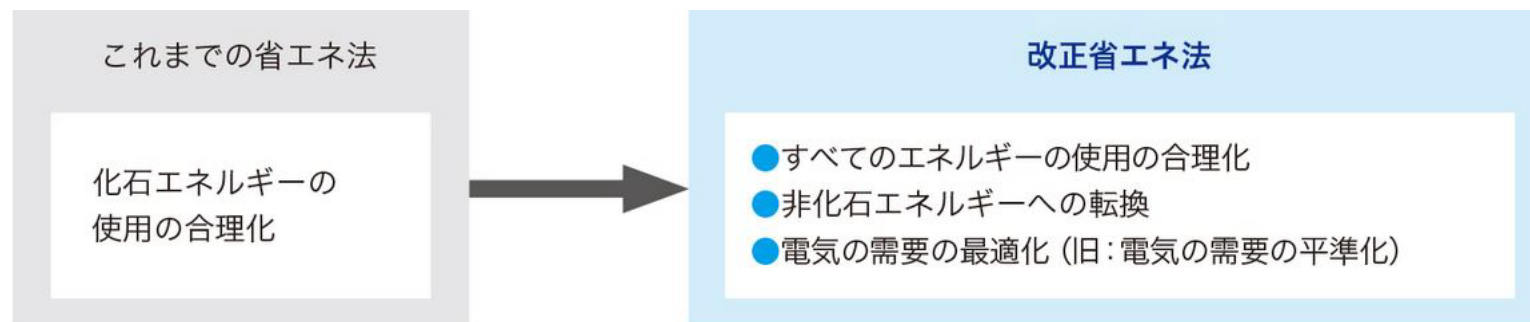 これまでの省エネ法
化石エネルギーの
使用の合理化
改正省エネ法
●すべてのエネルギーの使用の合理化
●非化石エネルギーへの転換
●電気の需要の最適化（旧：電気の需要の平準化）